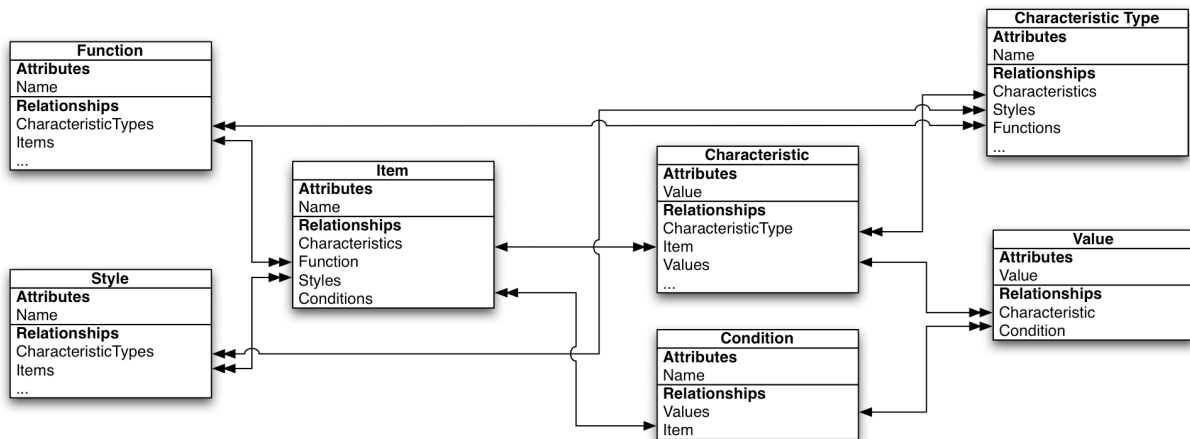 Function
Attributes
Name
Relationships
CharacteristicTypes
Items
...
Style
Attributes
Name
Relationships
CharacteristicTypes
Items
...
Item
Attributes
Name
Relationships
Characteristics
Function
Styles
Conditions
Characteristic
Attributes
Value
Relationships
CharacteristicType
Item
Values
...
Condition
Attributes
Name
Relationships
Values
Item
Characteristic Type
Attributes
Name
Relationships
Characteristics
Styles
Functions
...
Value
Attributes
Value
Relationships
Characteristic
Condition